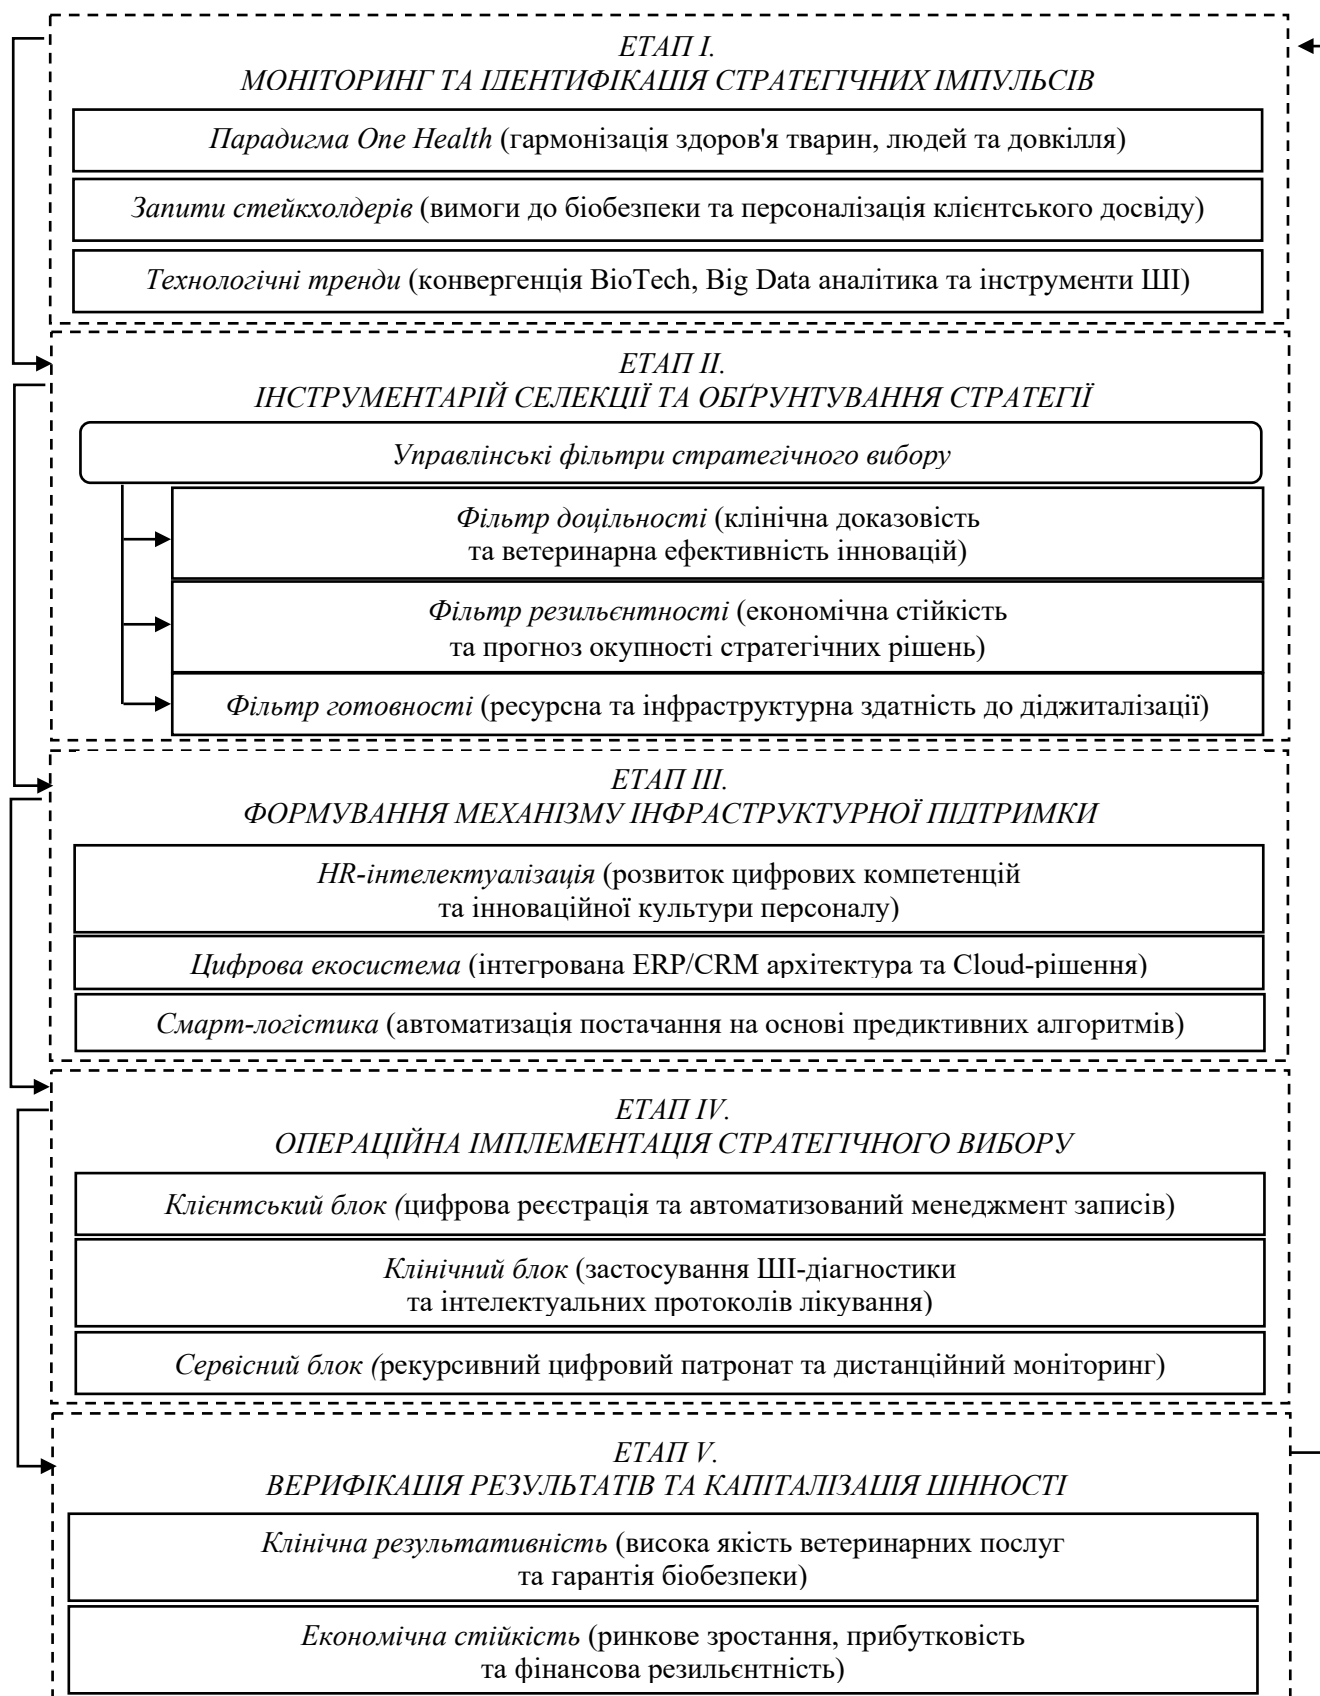 ЕТАП І.
МОНІТОРИНГ ТА ІДЕНТИФІКАЦІЯ СТРАТЕГІЧНИХ ІМПУЛЬСІВ
Парадигма One Health (гармонізація здоров'я тварин, людей та довкілля)
Запити стейкхолдерів (вимоги до біобезпеки та персоналізація клієнтського досвіду)
Технологічні тренди (конвергенція BioTech, Big Data аналітика та інструменти ШІ)
ЕТАП ІІ.
ІНСТРУМЕНТАРІЙ СЕЛЕКЦІЇ ТА ОБҐРУНТУВАННЯ СТРАТЕГІЇ
Управлінські фільтри стратегічного вибору
Фільтр доцільності (клінічна доказовість
та ветеринарна ефективність інновацій)
Фільтр резильєнтності (економічна стійкість
та прогноз окупності стратегічних рішень)
Фільтр готовності (ресурсна та інфраструктурна здатність до діджиталізації)
ЕТАП ІІІ.
ФОРМУВАННЯ МЕХАНІЗМУ ІНФРАСТРУКТУРНОЇ ПІДТРИМКИ
HR-інтелектуалізація (розвиток цифрових компетенцій
та інноваційної культури персоналу)
Цифрова екосистема (інтегрована ERP/CRM архітектура та Cloud-рішення)
Смарт-логістика (автоматизація постачання на основі предиктивних алгоритмів)
ЕТАП IV.
ОПЕРАЦІЙНА ІМПЛЕМЕНТАЦІЯ СТРАТЕГІЧНОГО ВИБОРУ
Клієнтський блок (цифрова реєстрація та автоматизований менеджмент записів)
Клінічний блок (застосування ШІ-діагностики
та інтелектуальних протоколів лікування)
Сервісний блок (рекурсивний цифровий патронат та дистанційний моніторинг)
ЕТАП V.
ВЕРИФІКАЦІЯ РЕЗУЛЬТАТІВ ТА КАПІТАЛІЗАЦІЯ ЦІННОСТІ
Клінічна результативність (висока якість ветеринарних послуг
та гарантія біобезпеки)
Економічна стійкість (ринкове зростання, прибутковість
та фінансова резильєнтність)